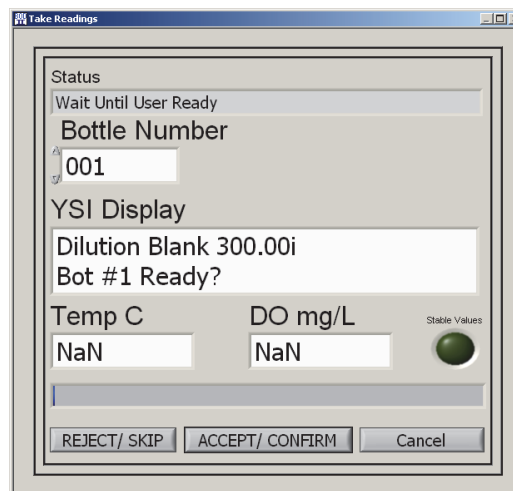 Take Readings
Status
Wait Until User Ready
Bottle Number
001
YSI Display
Dilution Blank 300.00i
Bot #1 Ready?
Temp C DO mg/L Stable Values
NaN NaN
REJECT/ SKIP ACCEPT/ CONFIRM Cancel